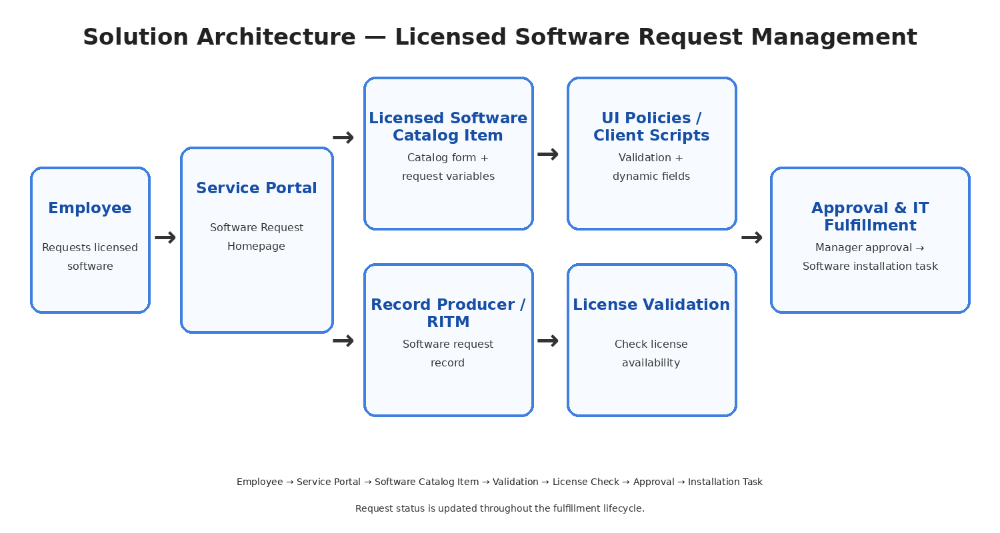 Solution Architecture — Licensed Software Request Management
Employee
Requests licensed
software
→
Service Portal
Software Request
Homepage
→
Licensed Software
Catalog Item
Catalog form +
request variables
→
UI Policies /
Client Scripts
Validation +
dynamic fields
→
Record Producer /
RITM
Software request
record
→
License Validation
Check license
availability
→
Approval & IT
Fulfillment
Manager approval →
Software installation task
Employee → Service Portal → Software Catalog Item → Validation → License Check → Approval → Installation Task
Request status is updated throughout the fulfillment lifecycle.